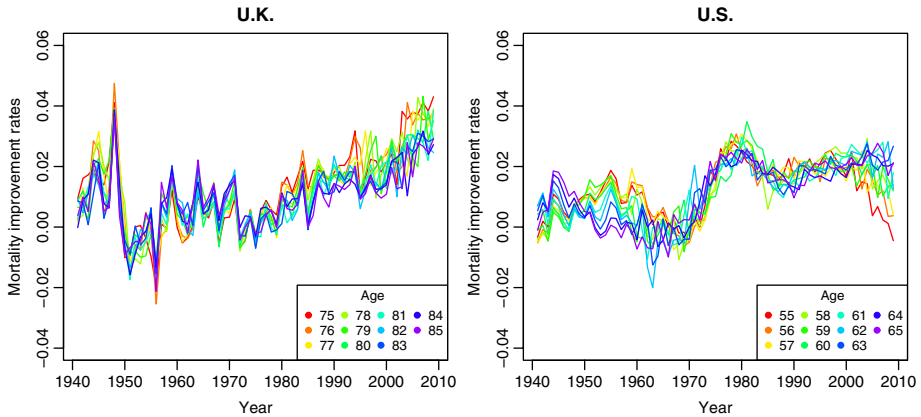 U.K.
Mortality improvement rates
0.06
0.04
0.02
0.00
−0.02
−0.04
1940 1950 1960 1970 1980 1990 2000 2010
Year
Age
75 78 81 84
76 79 82 85
77 80 83
U.S.
Mortality improvement rates
0.06
0.04
0.02
0.00
−0.02
−0.04
1940 1950 1960 1970 1980 1990 2000 2010
Year
Age
55 58 61 64
56 59 62 65
57 60 63